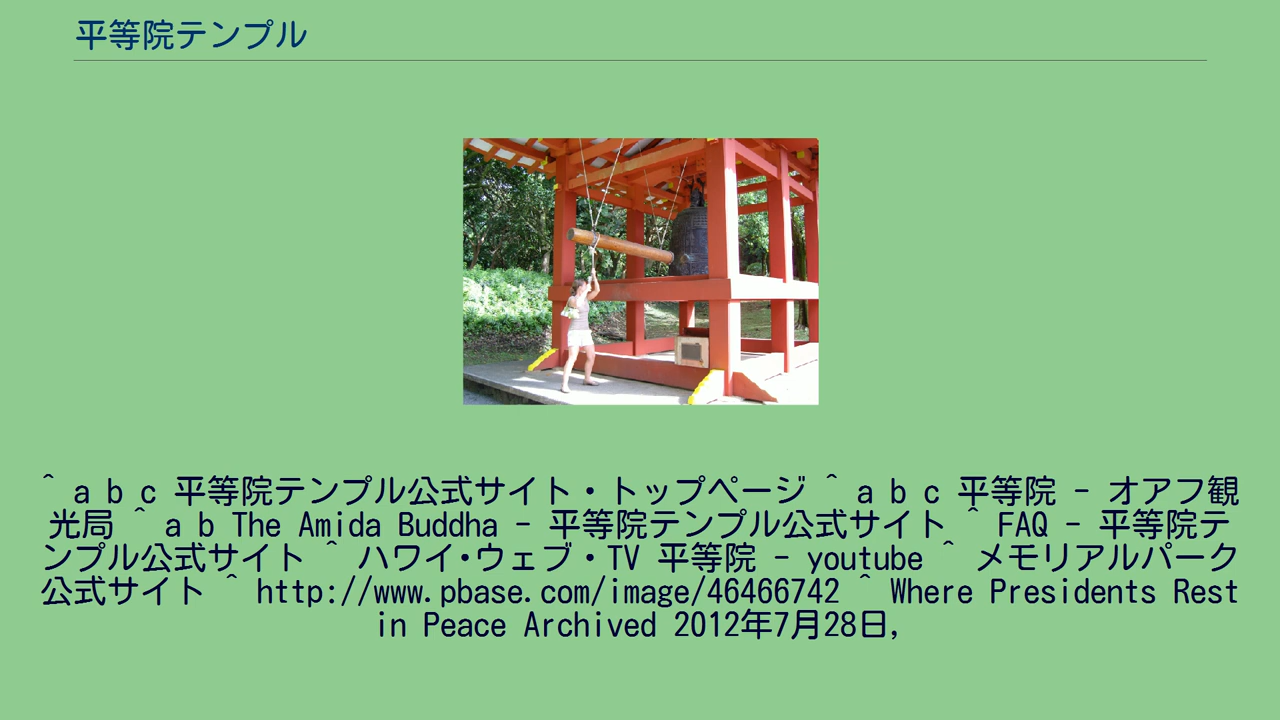 平等院テンプル
^ a b c 平等院テンプル公式サイト・トップページ ^ a b c 平等院 - オアフ観
光局 ^ a b The Amida Buddha - 平等院テンプル公式サイト ^ FAQ - 平等院テ
ンプル公式サイト ^ ハワイ･ウェブ・TV 平等院 - youtube ^ メモリアルパーク
公式サイト ^ http://www.pbase.com/image/46466742 ^ Where Presidents Rest
in Peace Archived 2012年7月28日,